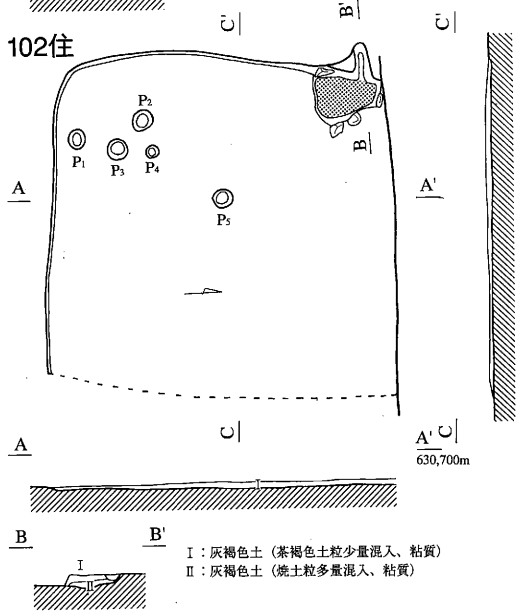 C C'
B'
C'
102住
P2
P1
P3
P4
B
A
A'
P5
A
C
A' C
630,700m
I
B
B'
I
II
I：灰褐色土（茶褐色土粒少量混入、粘質）
II：灰褐色土（焼土粒多量混入、粘質）